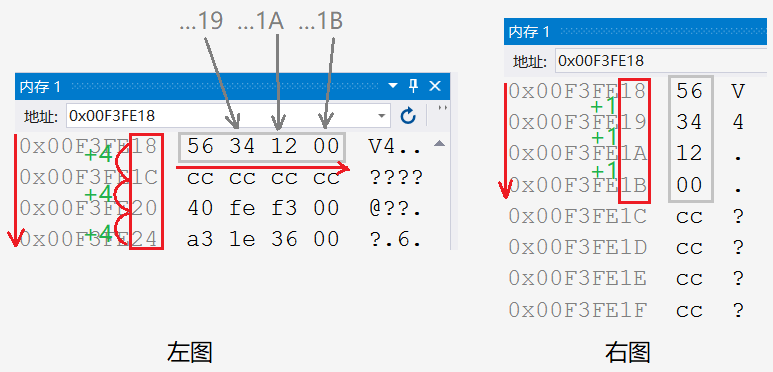 ...19 ...1A ...1B
内存 1
地址: 0x00F3FE18
0x00F3FE18 56 34 12 00 V4..
+4
0x00F3FE1C cc cc cc cc ????
+4
0x00F3FE20 40 fe f3 00 @??.
+4
0x00F3FE24 a3 1e 36 00 ?.6.
左图
内存 1
地址: 0x00F3FE18
0x00F3FE18 56 V
+1
0x00F3FE19 34 4
+1
0x00F3FE1A 12 .
+1
0x00F3FE1B 00 .
0x00F3FE1C cc ?
0x00F3FE1D cc ?
0x00F3FE1E cc ?
0x00F3FE1F cc ?
右图